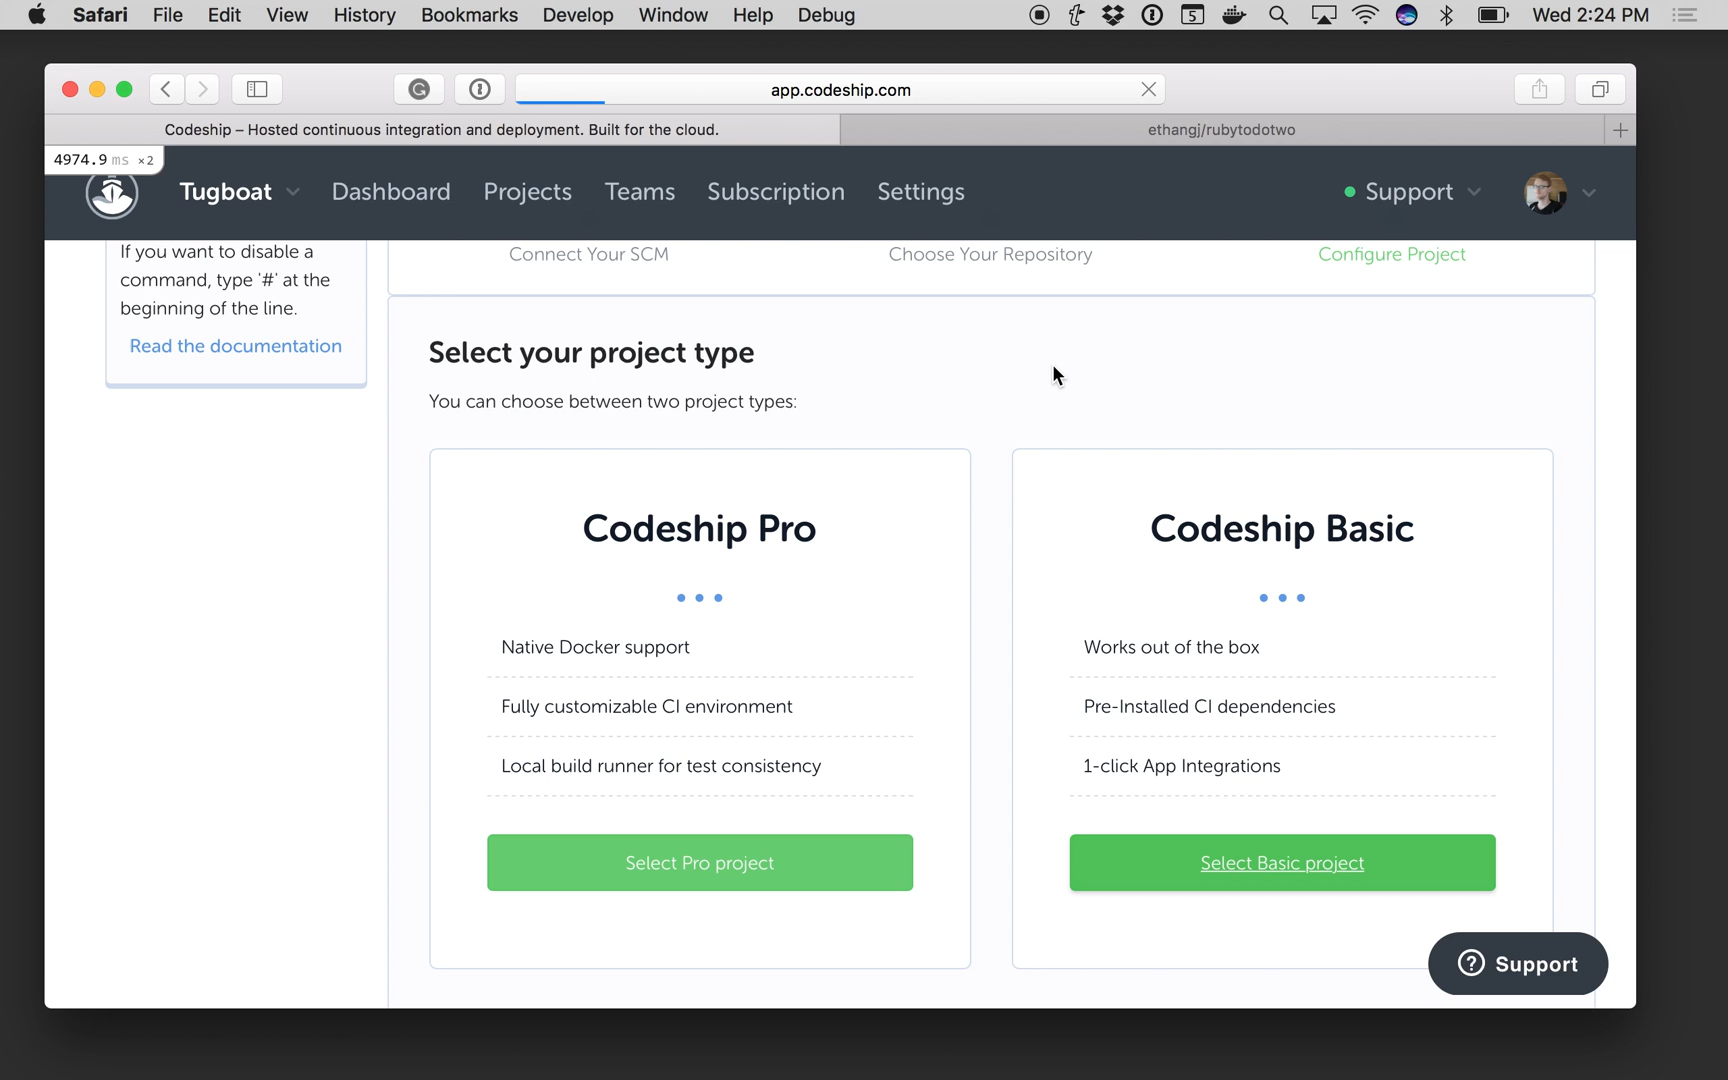 Safari File Edit View History Bookmarks Develop Window Help Debug 5 Wed 2:24 PM
app.codeship.com
Codeship – Hosted continuous integration and deployment. Built for the cloud. ethangj/rubytodotwo
4974.9 ms ×2
Tugboat Dashboard Projects Teams Subscription Settings Support
If you want to disable a
command, type '#' at the
beginning of the line.
Read the documentation
Connect Your SCM Choose Your Repository Configure Project
Select your project type
You can choose between two project types:
Codeship Pro
Native Docker support
Fully customizable CI environment
Local build runner for test consistency
Select Pro project
Codeship Basic
Works out of the box
Pre-Installed CI dependencies
1-click App Integrations
Select Basic project
Support